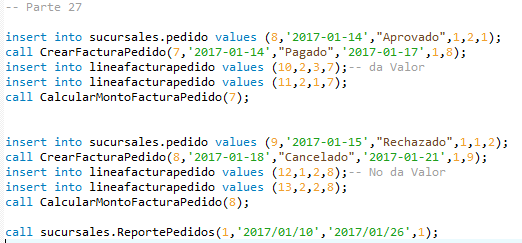 -- Parte 27
insert into sucursales.pedido values (8,'2017-01-14',"Aprovado",1,2,1);
call CrearFacturaPedido(7,'2017-01-14',"Pagado",'2017-01-17',1,8);
insert into lineafacturapedido values (10,2,3,7);-- da Valor
insert into lineafacturapedido values (11,2,1,7);
call CalcularMontoFacturaPedido(7);
insert into sucursales.pedido values (9,'2017-01-15',"Rechazado",1,1,2);
call CrearFacturaPedido(8,'2017-01-18',"Cancelado",'2017-01-21',1,9);
insert into lineafacturapedido values (12,1,2,8);-- No da Valor
insert into lineafacturapedido values (13,2,2,8);
call CalcularMontoFacturaPedido(8);
call sucursales.ReportePedidos(1,'2017/01/10','2017/01/26',1);